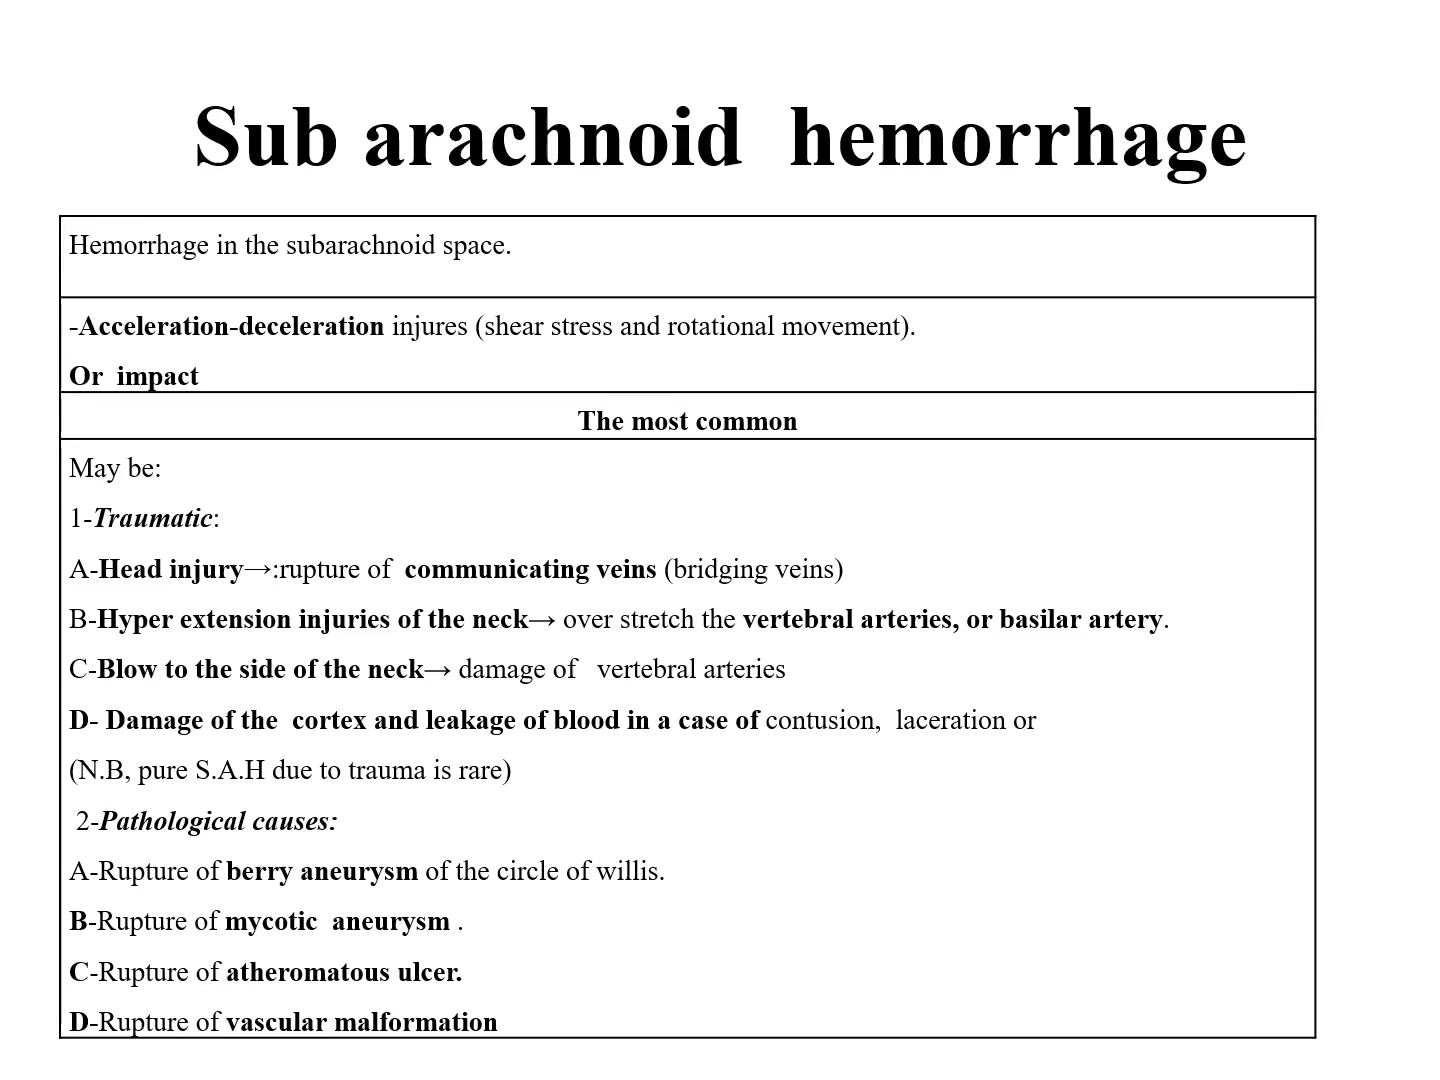 Sub arachnoid hemorrhage
Hemorrhage in the subarachnoid space.
-Acceleration-deceleration injures (shear stress and rotational movement).
Or impact
The most common
May be:
1-Traumatic:
A-Head injury→:rupture of communicating veins (bridging veins)
B-Hyper extension injuries of the neck→ over stretch the vertebral arteries, or basilar artery.
C-Blow to the side of the neck→ damage of vertebral arteries
D- Damage of the cortex and leakage of blood in a case of contusion, laceration or
(N.B, pure S.A.H due to trauma is rare)
2-Pathological causes:
A-Rupture of berry aneurysm of the circle of willis.
B-Rupture of mycotic aneurysm .
C-Rupture of atheromatous ulcer.
D-Rupture of vascular malformation